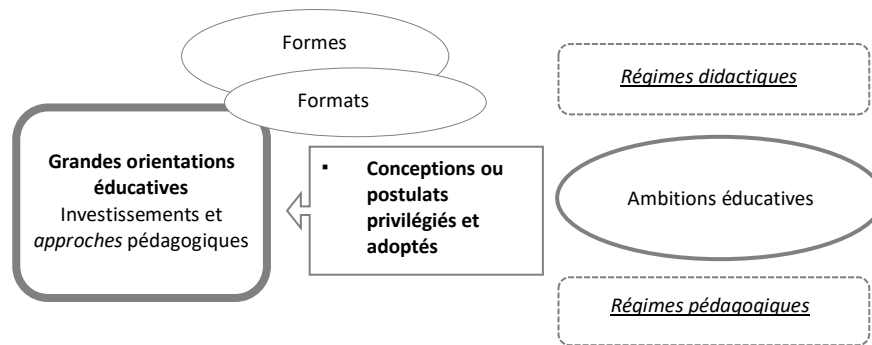 Formes
Formats
Grandes orientations
éducatives
Investissements et
approches pédagogiques
▪ Conceptions ou
postulats
privilégiés et
adoptés
Régimes didactiques
Ambitions éducatives
Régimes pédagogiques